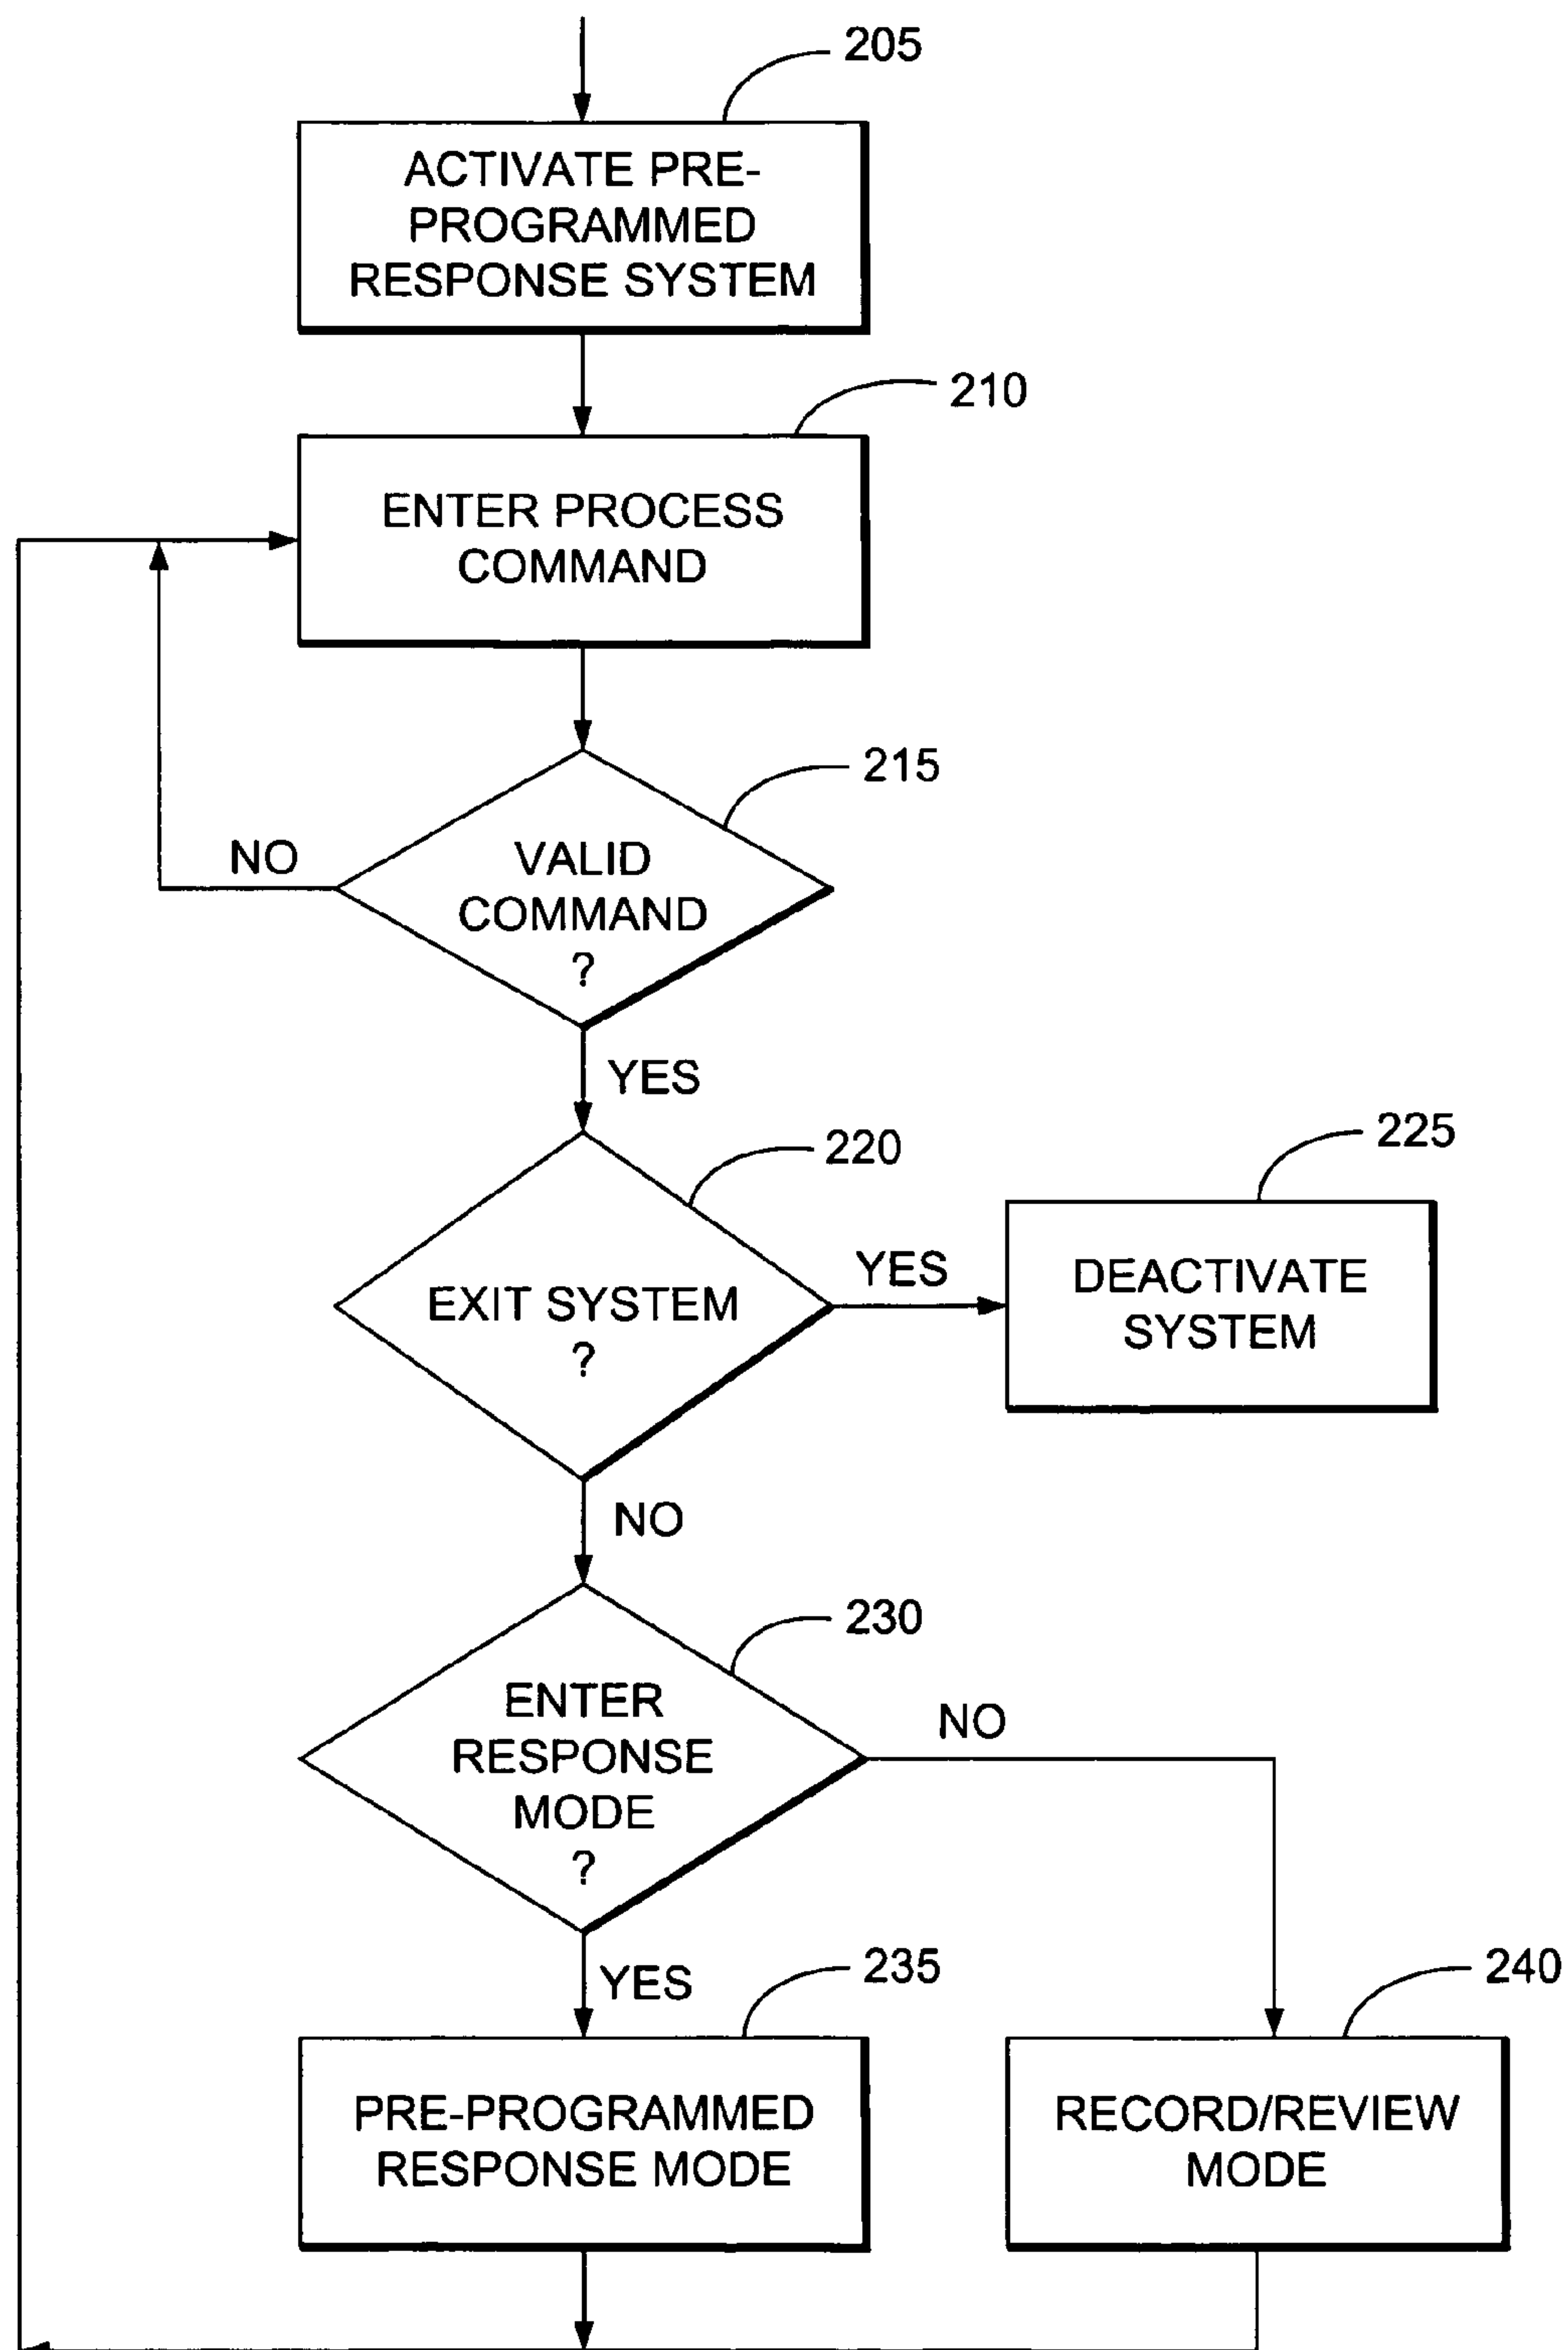 205
ACTIVATE PRE-
PROGRAMMED
RESPONSE SYSTEM
210
ENTER PROCESS
COMMAND
215
NO
VALID
COMMAND
?
YES
220
225
YES
EXIT SYSTEM
?
DEACTIVATE
SYSTEM
NO
230
ENTER
RESPONSE
MODE
?
NO
YES
235
240
PRE-PROGRAMMED
RESPONSE MODE
RECORD/REVIEW
MODE